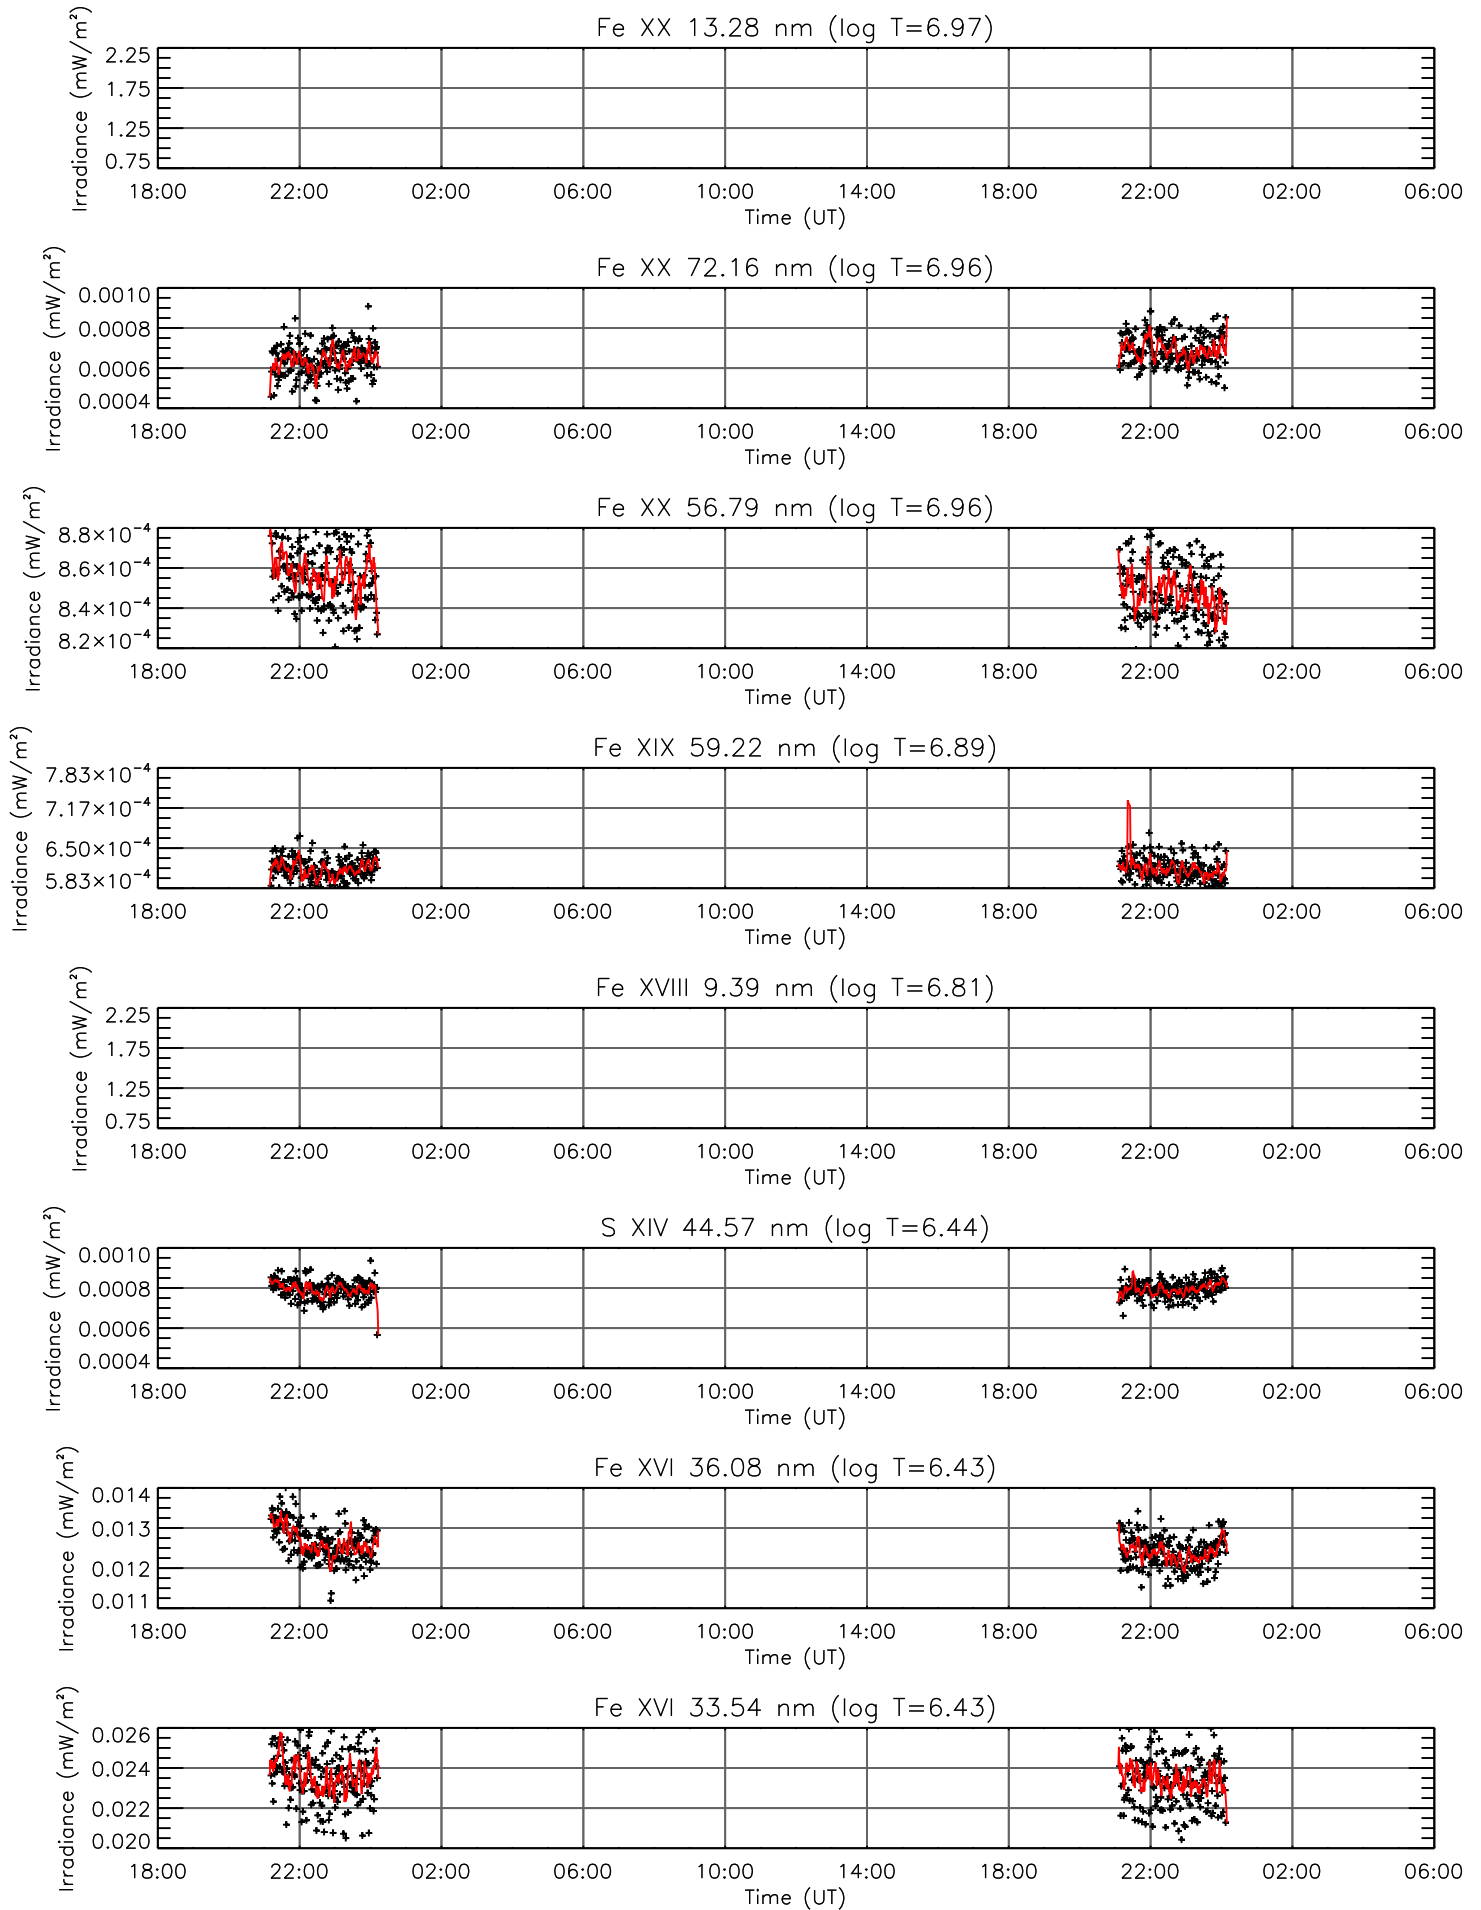 Fe XX 13.28 nm (log T=6.97)
Irradiance (mW/m²)
2.25
1.75
1.25
0.75
18:00 22:00 02:00 06:00 10:00 14:00 18:00 22:00 02:00 06:00
Time (UT)
Fe XX 72.16 nm (log T=6.96)
Irradiance (mW/m²)
0.0010
0.0008
0.0006
0.0004
18:00 22:00 02:00 06:00 10:00 14:00 18:00 22:00 02:00 06:00
Time (UT)
Fe XX 56.79 nm (log T=6.96)
Irradiance (mW/m²)
8.8×10⁻⁴
8.6×10⁻⁴
8.4×10⁻⁴
8.2×10⁻⁴
18:00 22:00 02:00 06:00 10:00 14:00 18:00 22:00 02:00 06:00
Time (UT)
Fe XIX 59.22 nm (log T=6.89)
Irradiance (mW/m²)
7.83×10⁻⁴
7.17×10⁻⁴
6.50×10⁻⁴
5.83×10⁻⁴
18:00 22:00 02:00 06:00 10:00 14:00 18:00 22:00 02:00 06:00
Time (UT)
Fe XVIII 9.39 nm (log T=6.81)
Irradiance (mW/m²)
2.25
1.75
1.25
0.75
18:00 22:00 02:00 06:00 10:00 14:00 18:00 22:00 02:00 06:00
Time (UT)
S XIV 44.57 nm (log T=6.44)
Irradiance (mW/m²)
0.0010
0.0008
0.0006
0.0004
18:00 22:00 02:00 06:00 10:00 14:00 18:00 22:00 02:00 06:00
Time (UT)
Fe XVI 36.08 nm (log T=6.43)
Irradiance (mW/m²)
0.014
0.013
0.012
0.011
18:00 22:00 02:00 06:00 10:00 14:00 18:00 22:00 02:00 06:00
Time (UT)
Fe XVI 33.54 nm (log T=6.43)
Irradiance (mW/m²)
0.026
0.024
0.022
0.020
18:00 22:00 02:00 06:00 10:00 14:00 18:00 22:00 02:00 06:00
Time (UT)